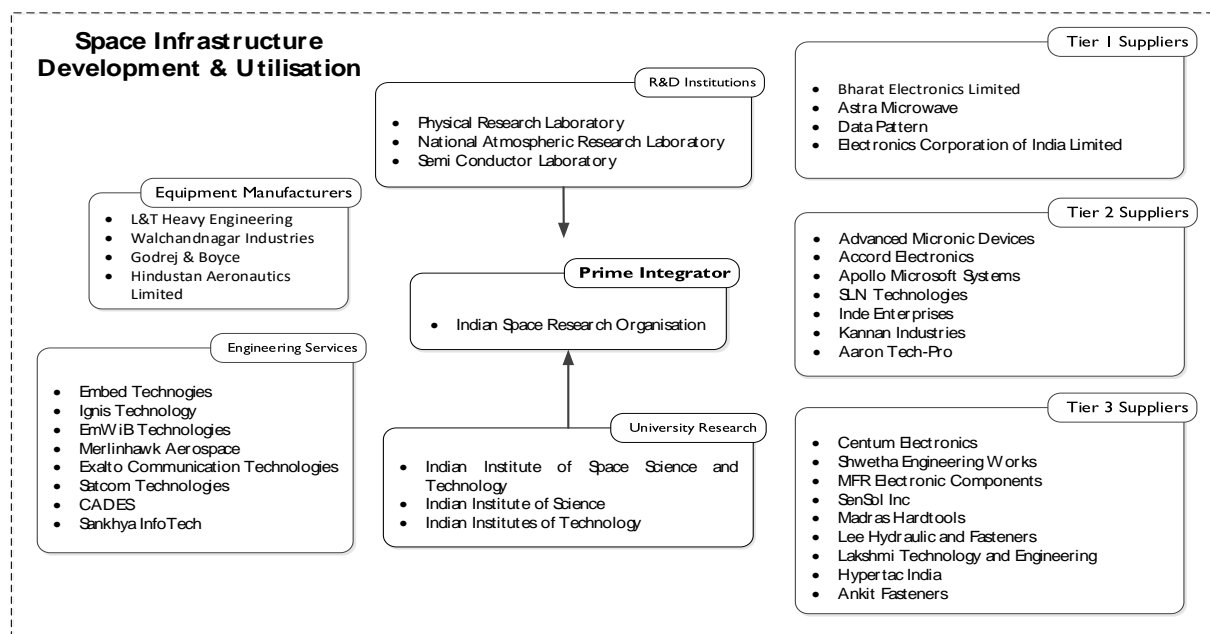 Space Infrastructure
Development & Utilisation
R&D Institutions
• Physical Research Laboratory
• National Atmospheric Research Laboratory
• Semi Conductor Laboratory
Tier 1 Suppliers
• Bharat Electronics Limited
• Astra Microwave
• Data Pattern
• Electronics Corporation of India Limited
Equipment Manufacturers
• L&T Heavy Engineering
• Walchandnagar Industries
• Godrej & Boyce
• Hindustan Aeronautics
Limited
Prime Integrator
• Indian Space Research Organisation
Tier 2 Suppliers
• Advanced Micronic Devices
• Accord Electronics
• Apollo Microsoft Systems
• SLN Technologies
• Inde Enterprises
• Kannan Industries
• Aaron Tech-Pro
Engineering Services
• Embed Technogies
• Ignis Technology
• EmWiB Technologies
• Merlinhawk Aerospace
• Exalto Communication Technologies
• Satcom Technologies
• CADES
• Sankhya InfoTech
University Research
• Indian Institute of Space Science and
Technology
• Indian Institute of Science
• Indian Institutes of Technology
Tier 3 Suppliers
• Centum Electronics
• Shwetha Engineering Works
• MFR Electronic Components
• SenSol Inc
• Madras Hardtools
• Lee Hydraulic and Fasteners
• Lakshmi Technology and Engineering
• Hypertac India
• Ankit Fasteners